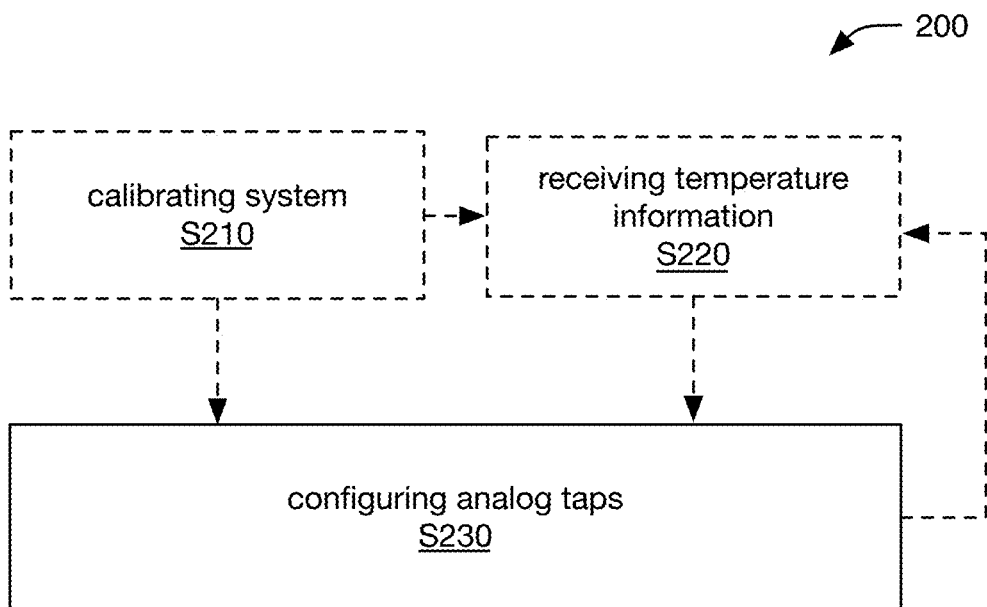 200
calibrating system
S210
receiving temperature
information
S220
configuring analog taps
S230